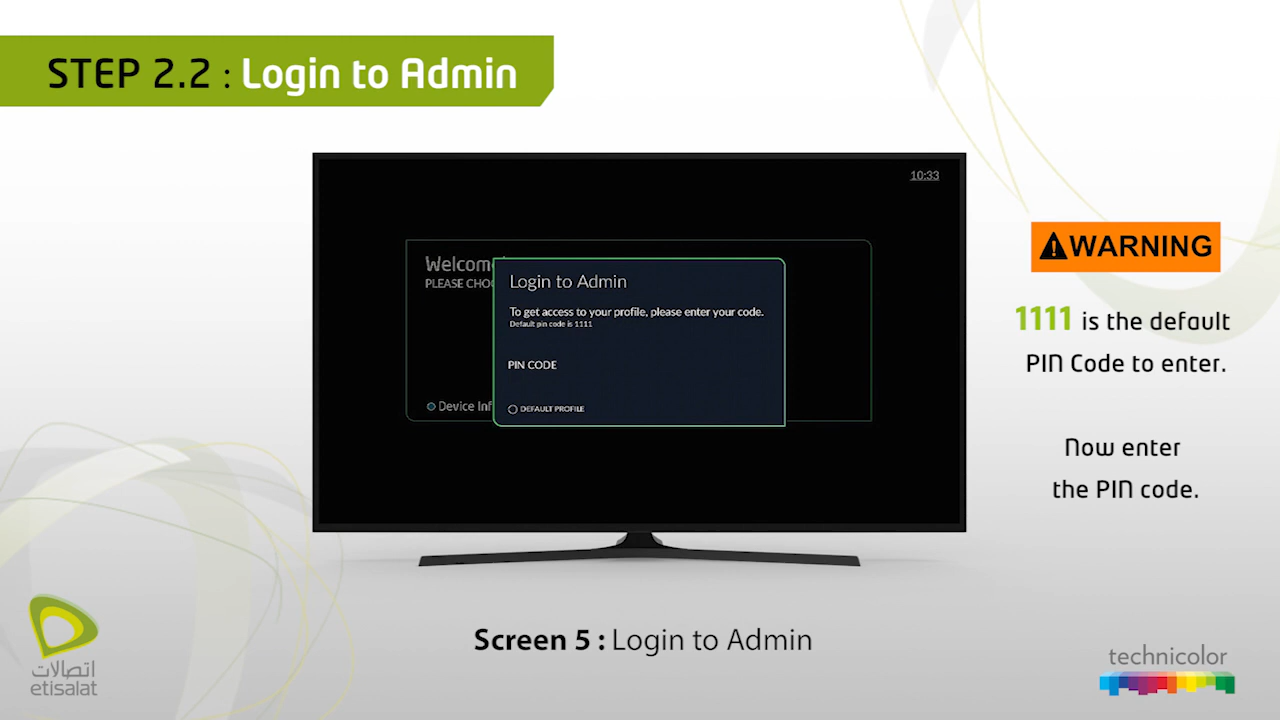 STEP 2.2 : Login to Admin
10:33
Welcome
PLEASE CHO
Login to Admin
To get access to your profile, please enter your code.
Default pin code is 1111
PIN CODE
Device Inf
DEFAULT PROFILE
WARNING
1111 is the default
PIN Code to enter.
Now enter
the PIN code.
Screen 5 : Login to Admin
اتصالات
etisalat
technicolor